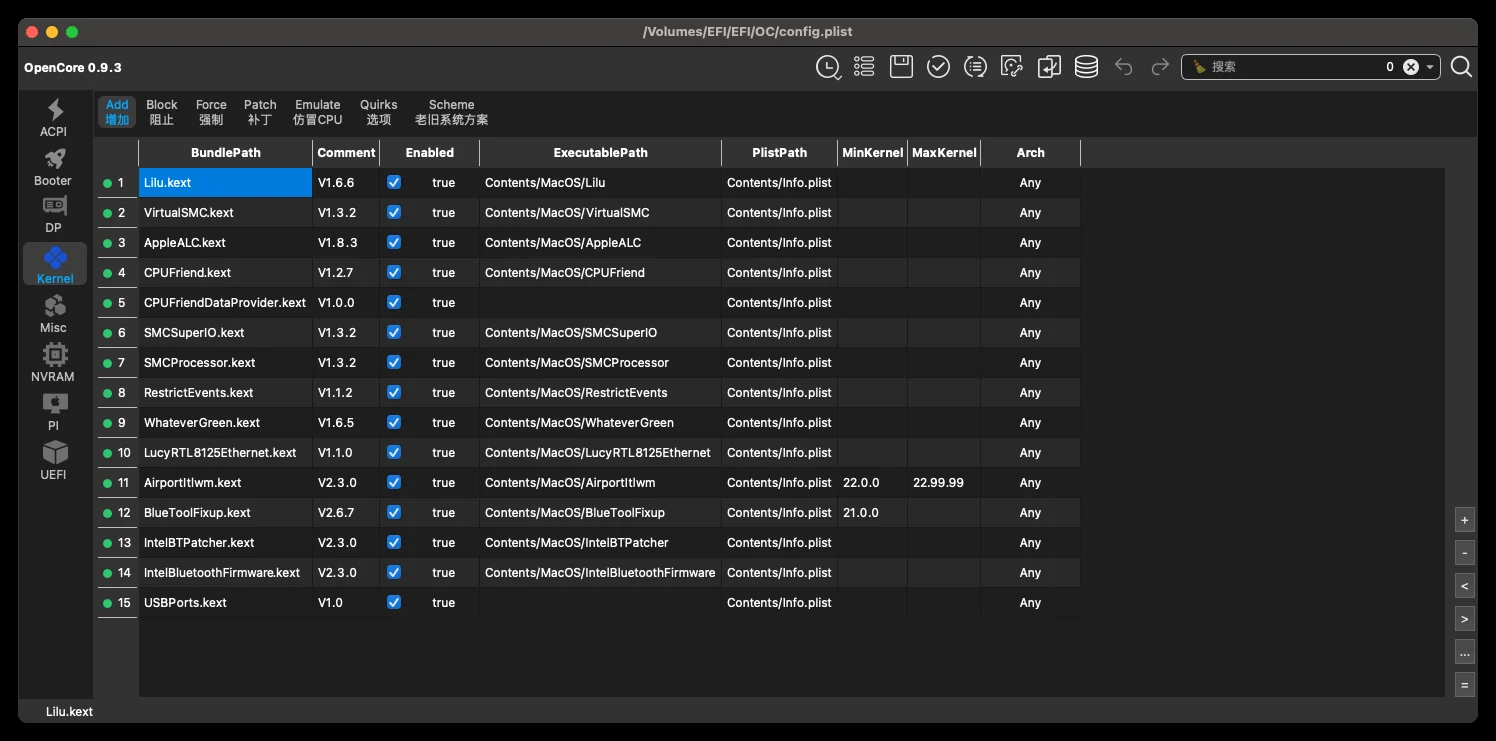 /Volumes/EFI/EFI/OC/config.plist
OpenCore 0.9.3
搜索 0
Add Block Force Patch Emulate Quirks Scheme
增加 阻止 强制 补丁 仿冒CPU 选项 老旧系统方案
ACPI
Booter
DP
Kernel
Misc
NVRAM
PI
UEFI
BundlePath Comment Enabled ExecutablePath PlistPath MinKernel MaxKernel Arch
1 Lilu.kext V1.6.6 true Contents/MacOS/Lilu Contents/Info.plist Any
2 VirtualSMC.kext V1.3.2 true Contents/MacOS/VirtualSMC Contents/Info.plist Any
3 AppleALC.kext V1.8.3 true Contents/MacOS/AppleALC Contents/Info.plist Any
4 CPUFriend.kext V1.2.7 true Contents/MacOS/CPUFriend Contents/Info.plist Any
5 CPUFriendDataProvider.kext V1.0.0 true Contents/Info.plist Any
6 SMCSuperIO.kext V1.3.2 true Contents/MacOS/SMCSuperIO Contents/Info.plist Any
7 SMCProcessor.kext V1.3.2 true Contents/MacOS/SMCProcessor Contents/Info.plist Any
8 RestrictEvents.kext V1.1.2 true Contents/MacOS/RestrictEvents Contents/Info.plist Any
9 WhateverGreen.kext V1.6.5 true Contents/MacOS/WhateverGreen Contents/Info.plist Any
10 LucyRTL8125Ethernet.kext V1.1.0 true Contents/MacOS/LucyRTL8125Ethernet Contents/Info.plist Any
11 AirportItlwm.kext V2.3.0 true Contents/MacOS/AirportItlwm Contents/Info.plist 22.0.0 22.99.99 Any
12 BlueToolFixup.kext V2.6.7 true Contents/MacOS/BlueToolFixup Contents/Info.plist 21.0.0 Any
13 IntelBTPatcher.kext V2.3.0 true Contents/MacOS/IntelBTPatcher Contents/Info.plist Any
14 IntelBluetoothFirmware.kext V2.3.0 true Contents/MacOS/IntelBluetoothFirmware Contents/Info.plist Any
15 USBPorts.kext V1.0 true Contents/Info.plist Any
+
-
<
>
...
=
Lilu.kext